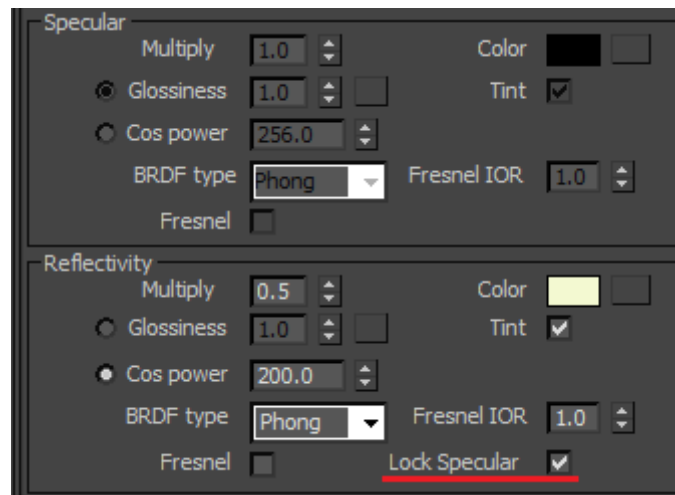 Specular
Multiply 1.0 Color
Glossiness 1.0 Tint
Cos power 256.0
BRDF type Phong Fresnel IOR 1.0
Fresnel
Reflectivity
Multiply 0.5 Color
Glossiness 1.0 Tint
Cos power 200.0
BRDF type Phong Fresnel IOR 1.0
Fresnel Lock Specular